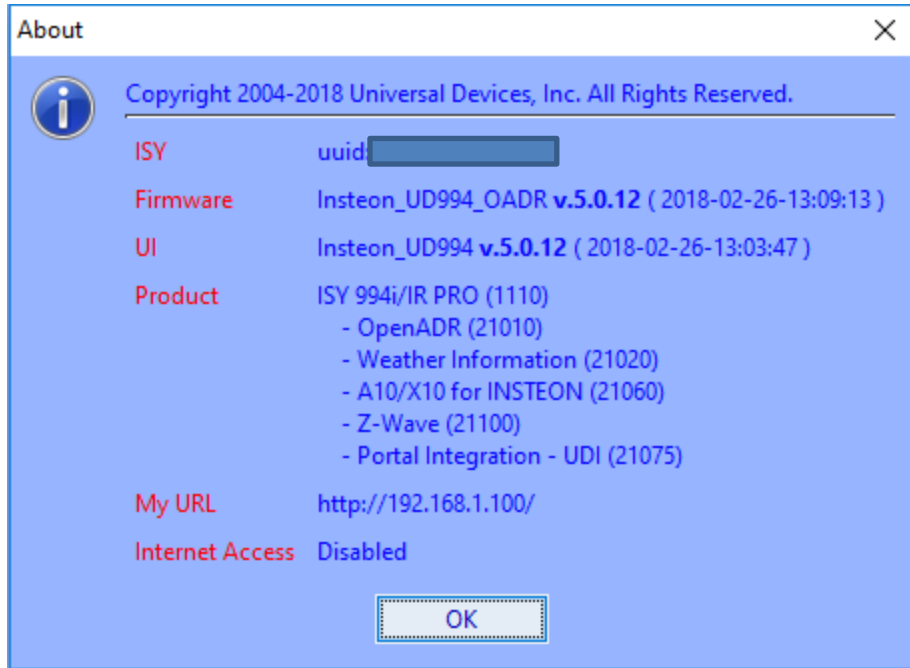 About
Copyright 2004-2018 Universal Devices, Inc. All Rights Reserved.
ISY uuid:
Firmware Insteon_UD994_OADR v.5.0.12 ( 2018-02-26-13:09:13 )
UI Insteon_UD994 v.5.0.12 ( 2018-02-26-13:03:47 )
Product ISY 994i/IR PRO (1110)
- OpenADR (21010)
- Weather Information (21020)
- A10/X10 for INSTEON (21060)
- Z-Wave (21100)
- Portal Integration - UDI (21075)
My URL http://192.168.1.100/
Internet Access Disabled
OK